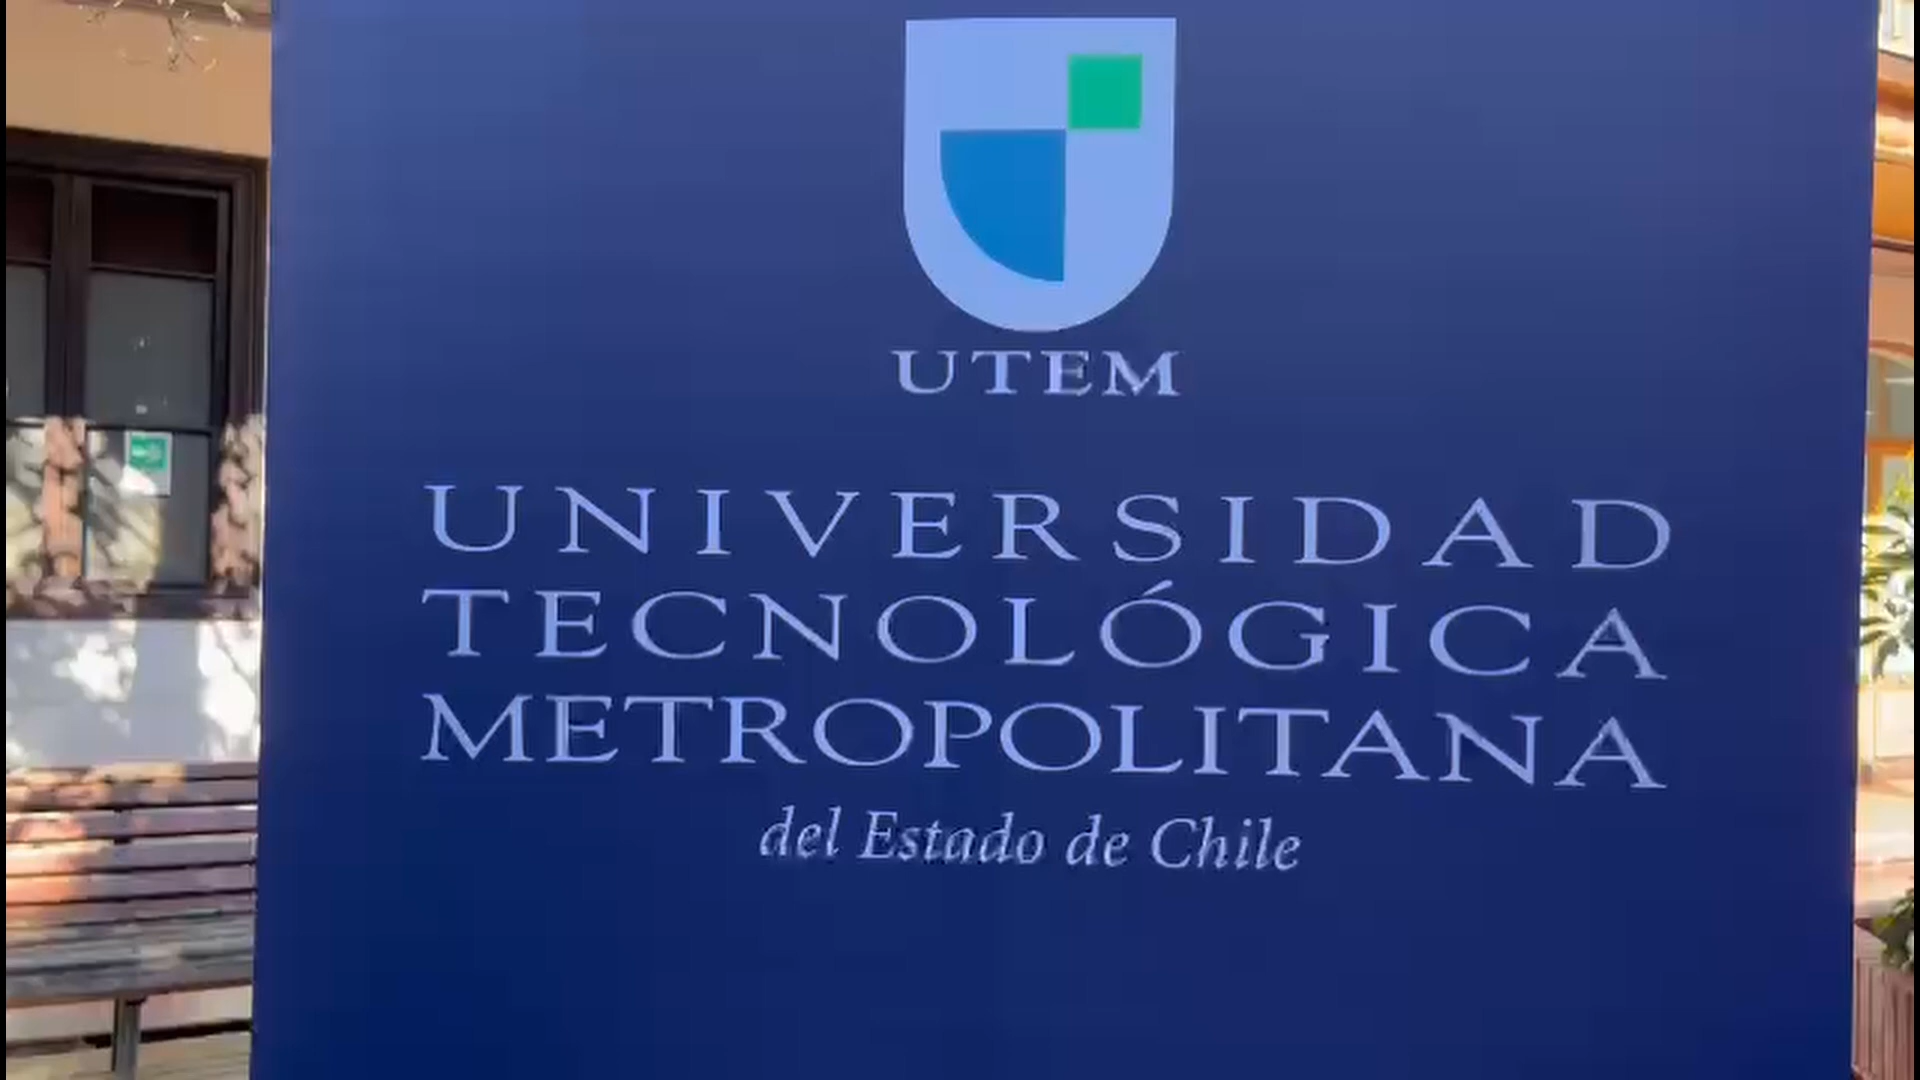 UTEM
UNIVERSIDAD
TECNOLÓGICA
METROPOLITANA
del Estado de Chile